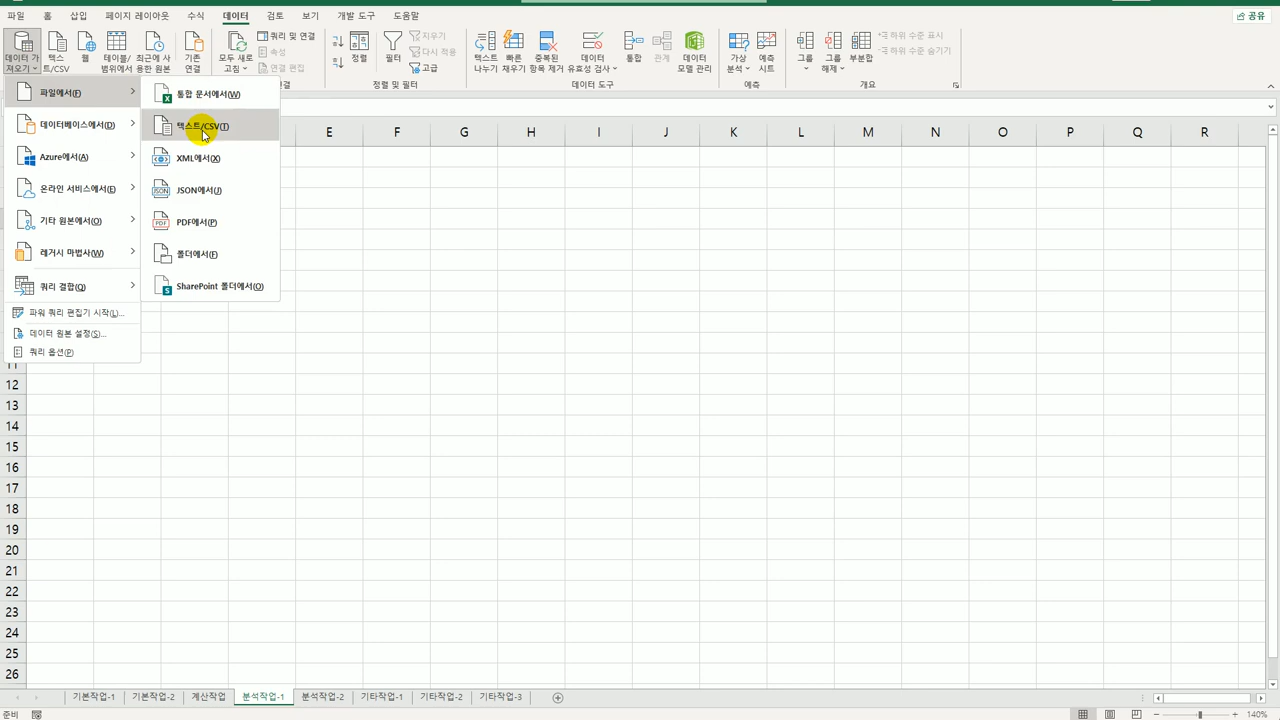 파일 홈 삽입 페이지 레이아웃 수식 데이터 검토 보기 개발 도구 도움말 공유
데이터 가져오기 텍스트/CSV 웹 테이블/범위에서 최근에 사용한 원본 기존 연결 모두 새로 고침 쿼리 및 연결 속성 연결 편집 정렬 필터 지우기 다시 적용 고급 텍스트 나누기 빠른 채우기 중복된 항목 제거 데이터 유효성 검사 통합 관계 데이터 모델 관리 가상 분석 예측 시트 그룹 그룹 해제 부분합 하위 수준 표시 하위 수준 숨기기
연결 정렬 및 필터 데이터 도구 예측 개요
파일에서(F)
데이터베이스에서(D)
Azure에서(A)
온라인 서비스에서(E)
기타 원본에서(O)
레거시 마법사(W)
쿼리 결합(Q)
파워 쿼리 편집기 시작(L)...
데이터 원본 설정(S)...
쿼리 옵션(P)
통합 문서에서(W)
텍스트/CSV(T)
XML에서(X)
JSON에서(J)
PDF에서(P)
폴더에서(F)
SharePoint 폴더에서(O)
E F G H I J K L M N O P Q R
12
13
14
15
16
17
18
19
20
21
22
23
24
25
26
기본작업-1 기본작업-2 계산작업 분석작업-1 분석작업-2 기타작업-1 기타작업-2 기타작업-3
준비 140%